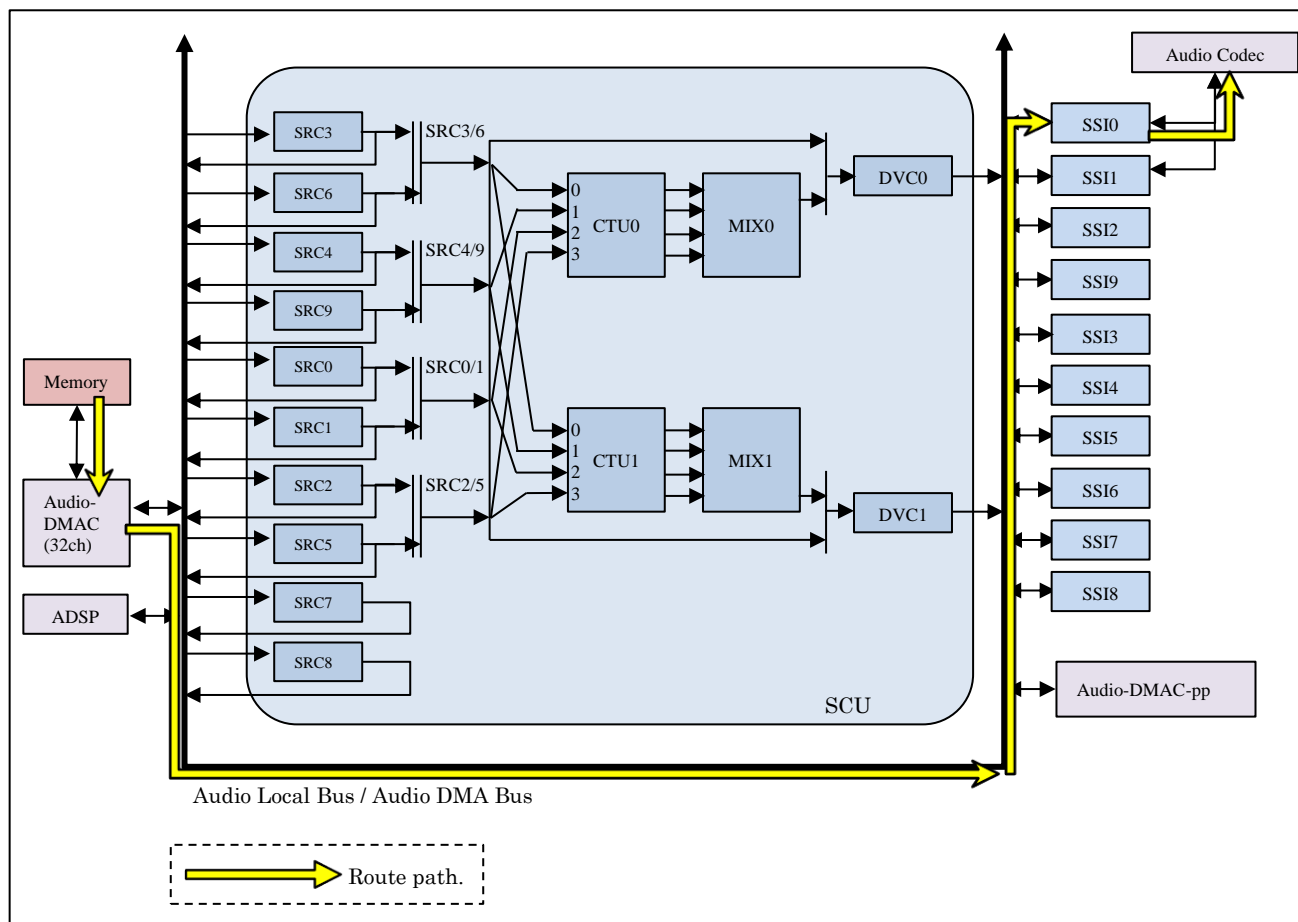 Audio Codec
SRC3
SRC3/6
SSI0
SRC6
DVC0
SSI1
0
1
2
3
CTU0
MIX0
SSI2
SRC4
SRC4/9
SSI9
SRC9
SSI3
SRC0
SRC0/1
Memory
SSI4
SRC1
0
1
2
3
CTU1
MIX1
SSI5
SRC2
SRC2/5
SSI6
Audio-
DMAC
(32ch)
DVC1
SRC5
SSI7
SRC7
SSI8
ADSP
SRC8
Audio-DMAC-pp
SCU
Audio Local Bus / Audio DMA Bus
Route path.